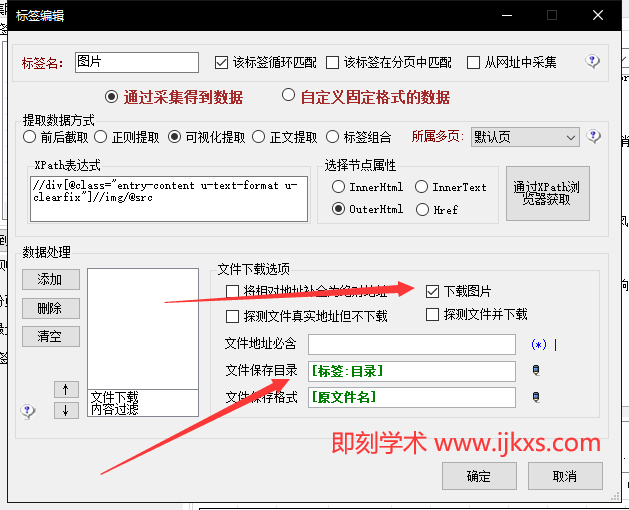 标签编辑
标签名： 图片 该标签循环匹配 该标签在分页中匹配 从网址中采集
通过采集得到数据 自定义固定格式的数据
提取数据方式
前后截取 正则提取 可视化提取 正文提取 标签组合 所属多页： 默认页
XPath表达式
//div[@class="entry-content u-text-format u-
clearfix"]//img/@src
选择节点属性
InnerHtml InnerText
OuterHtml Href
通过XPath浏
览器获取
数据处理
添加
删除
清空
↑
↓
文件下载
内容过滤
文件下载选项
将相对地址补全为绝对地址 下载图片
探测文件真实地址但不下载 探测文件并下载
文件地址必含 (*) |
文件保存目录 [标签:目录]
文件保存格式 [原文件名]
即刻学术 www.ijkxs.com
确定 取消